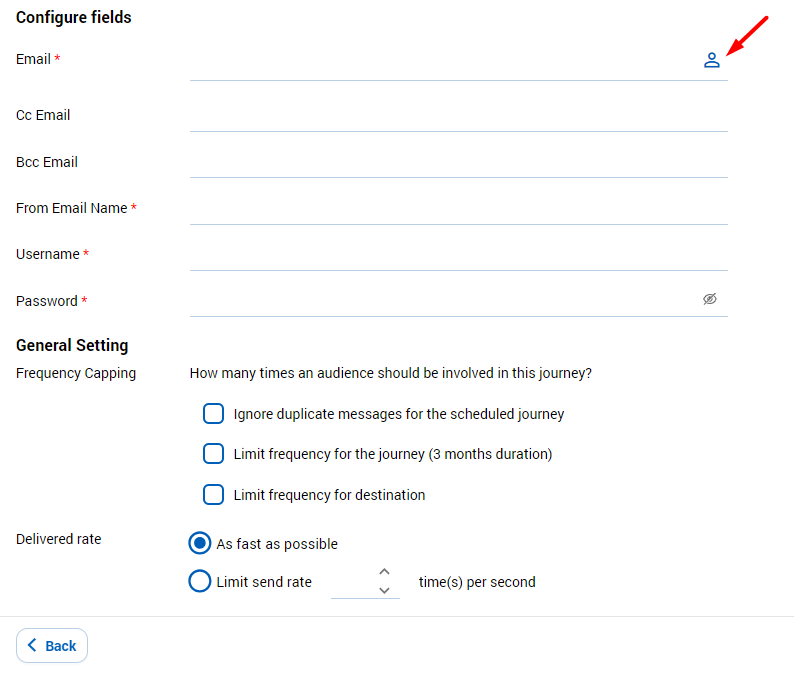 Configure fields
Email *
Cc Email
Bcc Email
From Email Name *
Username *
Password *
General Setting
Frequency Capping How many times an audience should be involved in this journey?
Ignore duplicate messages for the scheduled journey
Limit frequency for the journey (3 months duration)
Limit frequency for destination
Delivered rate As fast as possible
Limit send rate time(s) per second
Back